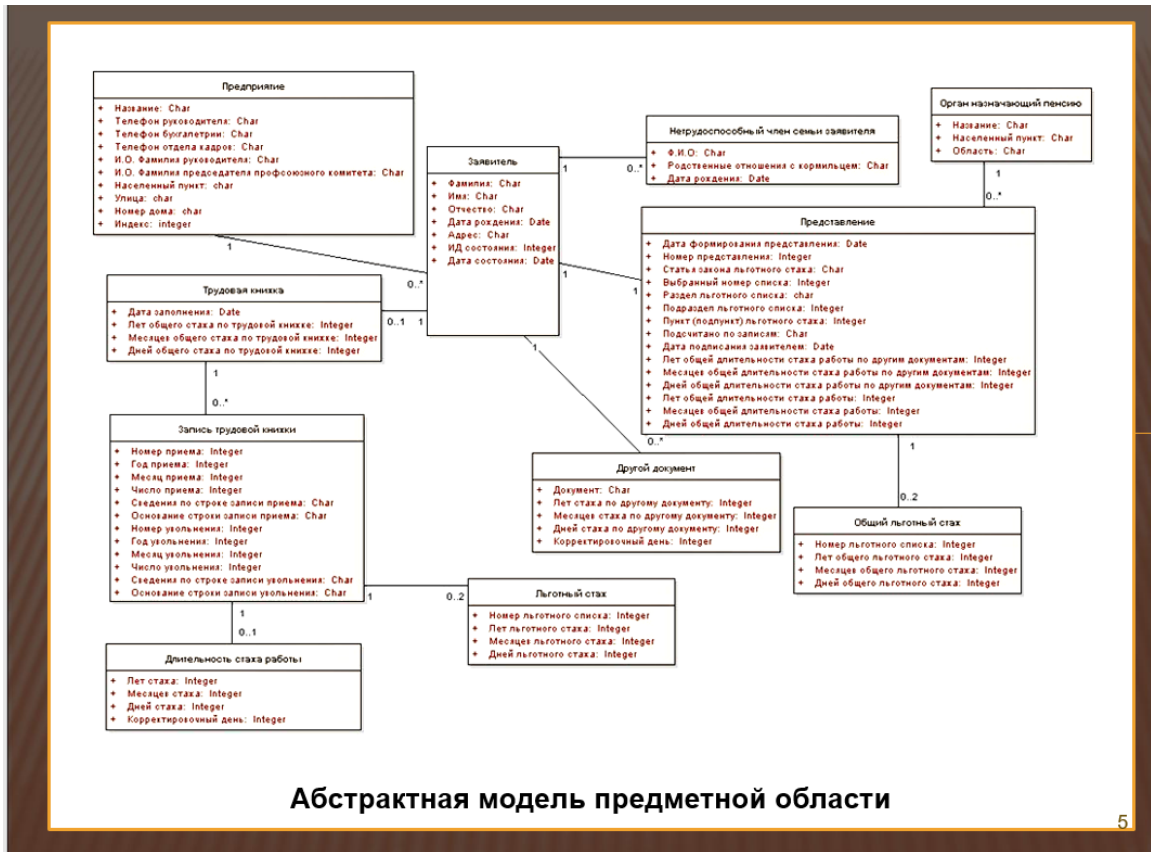 Предприятие
+ Название: Char
+ Телефон руководителя: Char
+ Телефон бухгалетрии: Char
+ Телефон отдела кадров: Char
+ И.О. Фамилия руководителя: Char
+ И.О. Фамилия председателя профсоюзного комитета: Char
+ Населенный пункт: char
+ Улица: char
+ Номер дома: char
+ Индекс: integer
1
0..*
Заявитель
+ Фамилия: Char
+ Имя: Char
+ Отчество: Char
+ Дата рождения: Date
+ Адрес: Char
+ ИД состояния: Integer
+ Дата состояния: Date
1
0..*
Нетрудоспособный член семьи заявителя
+ Ф.И.О: Char
+ Родственные отношения с кормильцем: Char
+ Дата рождения: Date
Орган назначающий пенсию
+ Название: Char
+ Населенный пункт: Char
+ Область: Char
1
0..*
Представление
+ Дата формирования представления: Date
+ Номер представления: Integer
+ Статья закона льготного стажа: Char
+ Выбранный номер списка: Integer
+ Раздел льготного списка: char
+ Подраздел льготного списка: Integer
+ Пункт (подпункт) льготного стажа: Integer
+ Подсчитано по записям: Char
+ Дата подписания заявителем: Date
+ Лет общей длительности стажа работы по другим документам: Integer
+ Месяцев общей длительности стажа работы по другим документам: Integer
+ Дней общей длительности стажа работы по другим документам: Integer
+ Лет общей длительности стажа работы: Integer
+ Месяцев общей длительности стажа работы: Integer
+ Дней общей длительности стажа работы: Integer
1
1
Трудовая книжка
+ Дата заполнения: Date
+ Лет общего стажа по трудовой книжке: Integer
+ Месяцев общего стажа по трудовой книжке: Integer
+ Дней общего стажа по трудовой книжке: Integer
0..1
1
1
0..*
Запись трудовой книжки
+ Номер приема: Integer
+ Год приема: Integer
+ Месяц приема: Integer
+ Число приема: Integer
+ Сведения по строке записи приема: Char
+ Основание строки записи приема: Char
+ Номер увольнения: Integer
+ Год увольнения: Integer
+ Месяц увольнения: Integer
+ Число увольнения: Integer
+ Сведения по строке записи увольнения: Char
+ Основание строки записи увольнения: Char
1
0..*
Другой документ
+ Документ: Char
+ Лет стажа по другому документу: Integer
+ Месяцев стажа по другому документу: Integer
+ Дней стажа по другому документу: Integer
+ Корректировочный день: Integer
1
0..2
Общий льготный стаж
+ Номер льготного списка: Integer
+ Лет общего льготного стажа: Integer
+ Месяцев общего льготного стажа: Integer
+ Дней общего льготного стажа: Integer
1
0..2
Льготный стаж
+ Номер льготного списка: Integer
+ Лет льготного стажа: Integer
+ Месяцев льготного стажа: Integer
+ Дней льготного стажа: Integer
1
0..1
Длительность стажа работы
+ Лет стажа: Integer
+ Месяцев стажа: Integer
+ Дней стажа: Integer
+ Корректировочный день: Integer
Абстрактная модель предметной области
5